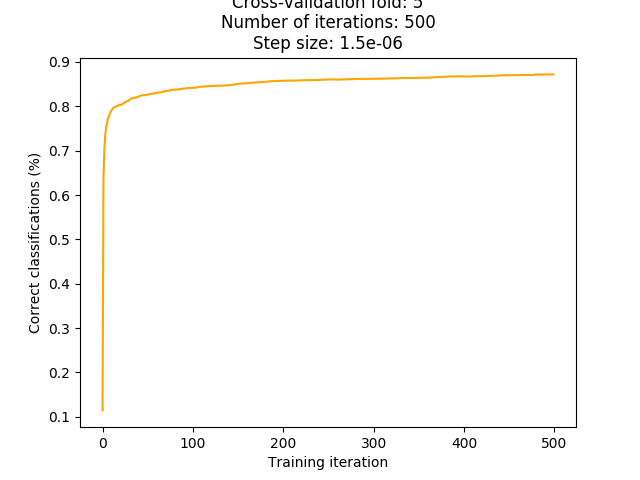 Cross-validation fold: 5
Number of iterations: 500
Step size: 1.5e-06
0.9
0.8
0.7
0.6
0.5
0.4
0.3
0.2
0.1
Correct classifications (%)
0 100 200 300 400 500
Training iteration